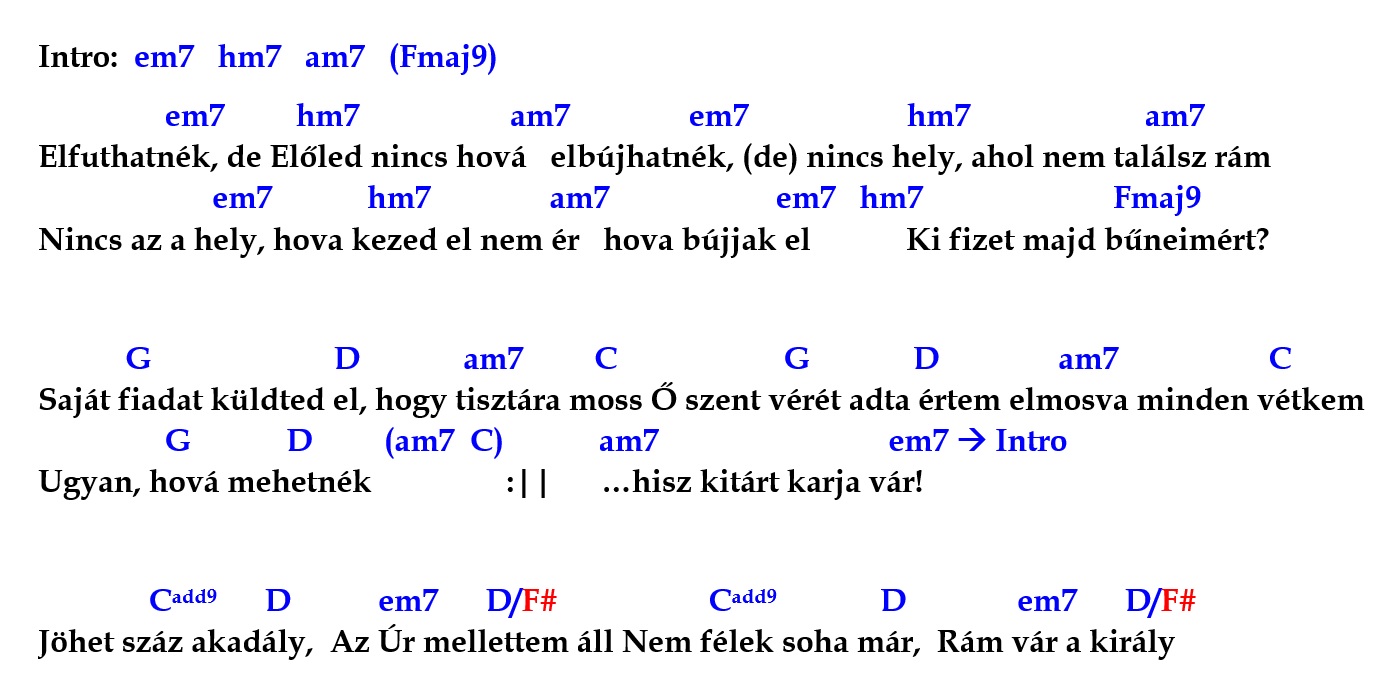 Intro: em7 hm7 am7 (Fmaj9)
em7 hm7 am7 em7 hm7 am7
Elfuthatnék, de Előled nincs hová elbújhatnék, (de) nincs hely, ahol nem találsz rám
em7 hm7 am7 em7 hm7 Fmaj9
Nincs az a hely, hova kezed el nem ér hova bújjak el Ki fizet majd bűneimért?
G D am7 C G D am7 C
Saját fiadat küldted el, hogy tisztára moss Ő szent vérét adta értem elmosva minden vétkem
G D (am7 C) am7 em7 → Intro
Ugyan, hová mehetnék :|| …hisz kitárt karja vár!
Cadd9 D em7 D/F# Cadd9 D em7 D/F#
Jöhet száz akadály, Az Úr mellettem áll Nem félek soha már, Rám vár a király